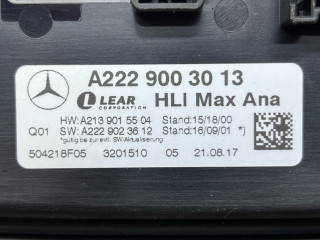 A222 900 30 13
LEAR CORPORATION HLI Max Ana
HW:A213 901 55 04 Stand:15/18/00
Q01 SW:A222 902 36 12 Stand:16/09/01 *)
*gültig bis zur evtl. SW-Aktualisierung
504218F05 3201510 05 21.08.17